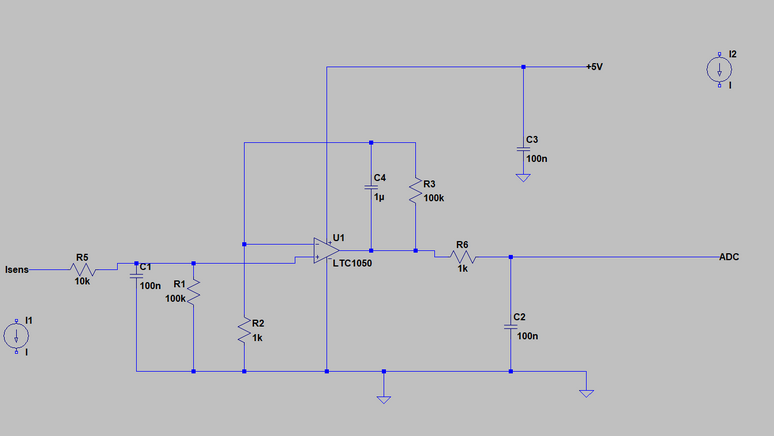 I2
I
+5V
C3
100n
C4
1µ
R3
100k
U1
LTC1050
R6
1k
ADC
Isens
R5
10k
C1
100n
R1
100k
R2
1k
C2
100n
I1
I